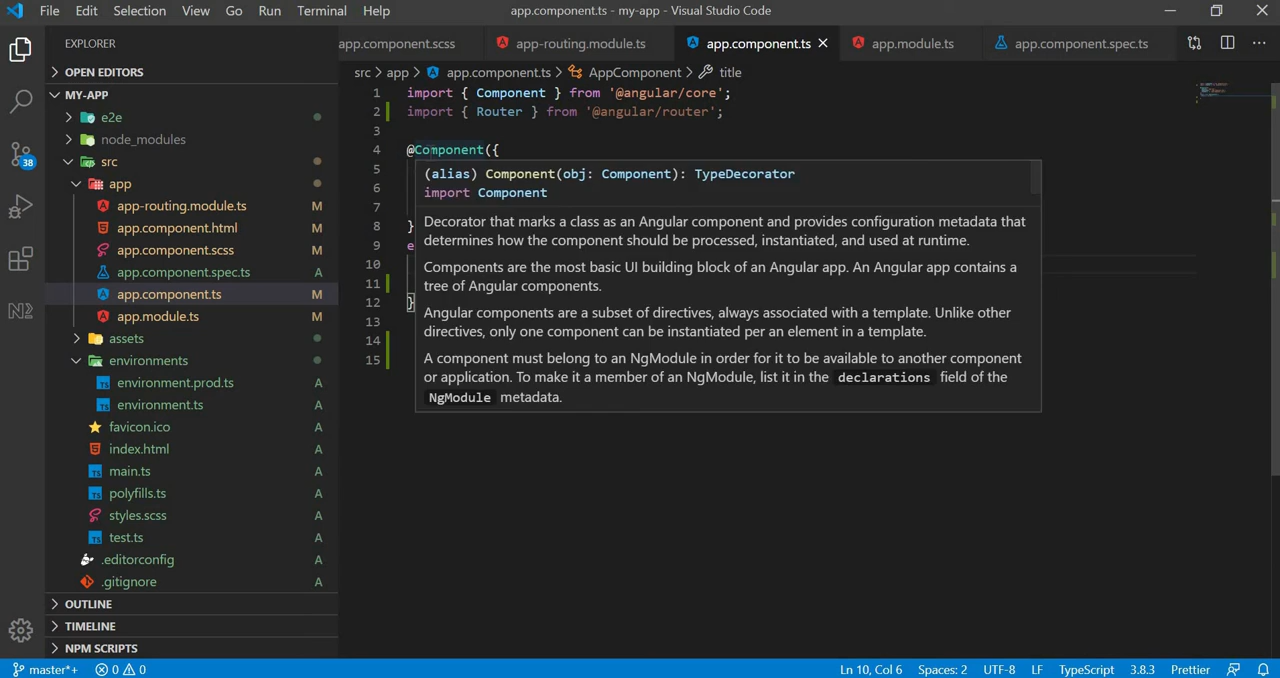 File Edit Selection View Go Run Terminal Help app.component.ts - my-app - Visual Studio Code
EXPLORER
app.component.scss app-routing.module.ts app.component.ts app.module.ts app.component.spec.ts
OPEN EDITORS
src > app > app.component.ts > AppComponent > title
MY-APP
e2e
node_modules
src
app
app-routing.module.ts M
app.component.html M
app.component.scss M
app.component.spec.ts A
app.component.ts M
app.module.ts M
assets
environments
environment.prod.ts A
environment.ts A
favicon.ico A
index.html A
main.ts A
polyfills.ts A
styles.scss A
test.ts A
.editorconfig A
.gitignore A
OUTLINE
TIMELINE
NPM SCRIPTS
38
1 import { Component } from '@angular/core';
2 import { Router } from '@angular/router';
3
4 @Component({
5
6
7
8 }
9 e
10
11
12 }
13
14
15
(alias) Component(obj: Component): TypeDecorator
import Component
Decorator that marks a class as an Angular component and provides configuration metadata that
determines how the component should be processed, instantiated, and used at runtime.
Components are the most basic UI building block of an Angular app. An Angular app contains a
tree of Angular components.
Angular components are a subset of directives, always associated with a template. Unlike other
directives, only one component can be instantiated per an element in a template.
A component must belong to an NgModule in order for it to be available to another component
or application. To make it a member of an NgModule, list it in the declarations field of the
NgModule metadata.
master*+ 0 0 Ln 10, Col 6 Spaces: 2 UTF-8 LF TypeScript 3.8.3 Prettier